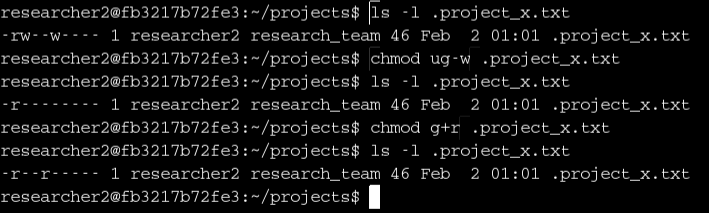 researcher2@fb3217b72fe3:~/projects$ ls -l .project_x.txt
-rw--w---- 1 researcher2 research_team 46 Feb  2 01:01 .project_x.txt
researcher2@fb3217b72fe3:~/projects$ chmod ug-w .project_x.txt
researcher2@fb3217b72fe3:~/projects$ ls -l .project_x.txt
-r-------- 1 researcher2 research_team 46 Feb  2 01:01 .project_x.txt
researcher2@fb3217b72fe3:~/projects$ chmod g+r .project_x.txt
researcher2@fb3217b72fe3:~/projects$ ls -l .project_x.txt
-r--r----- 1 researcher2 research_team 46 Feb  2 01:01 .project_x.txt
researcher2@fb3217b72fe3:~/projects$